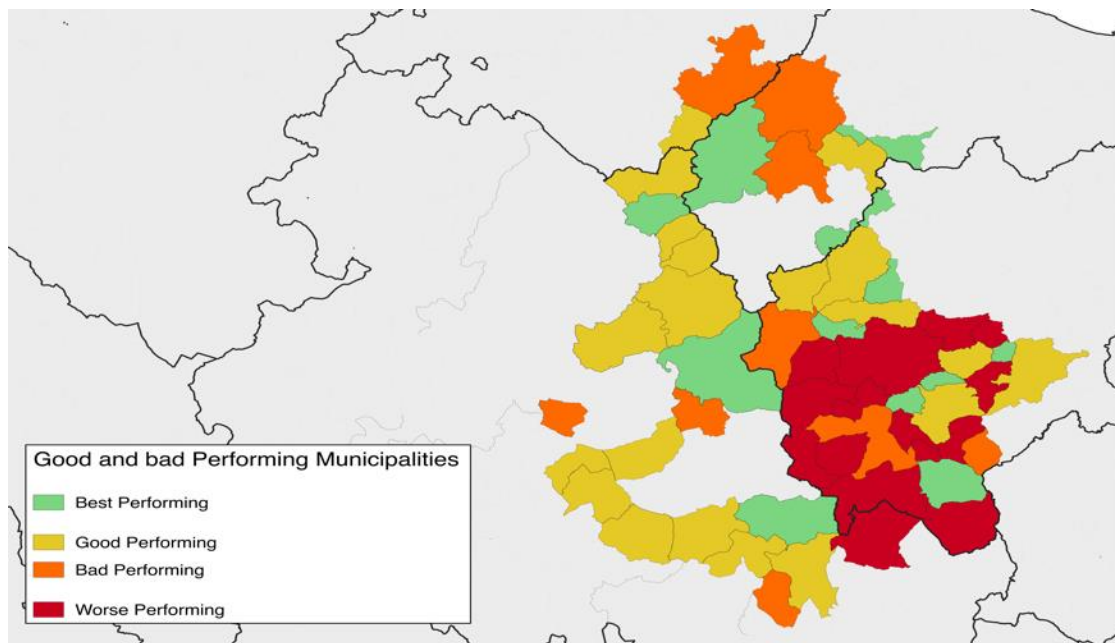 Good and bad Performing Municipalities
Best Performing
Good Performing
Bad Performing
Worse Performing